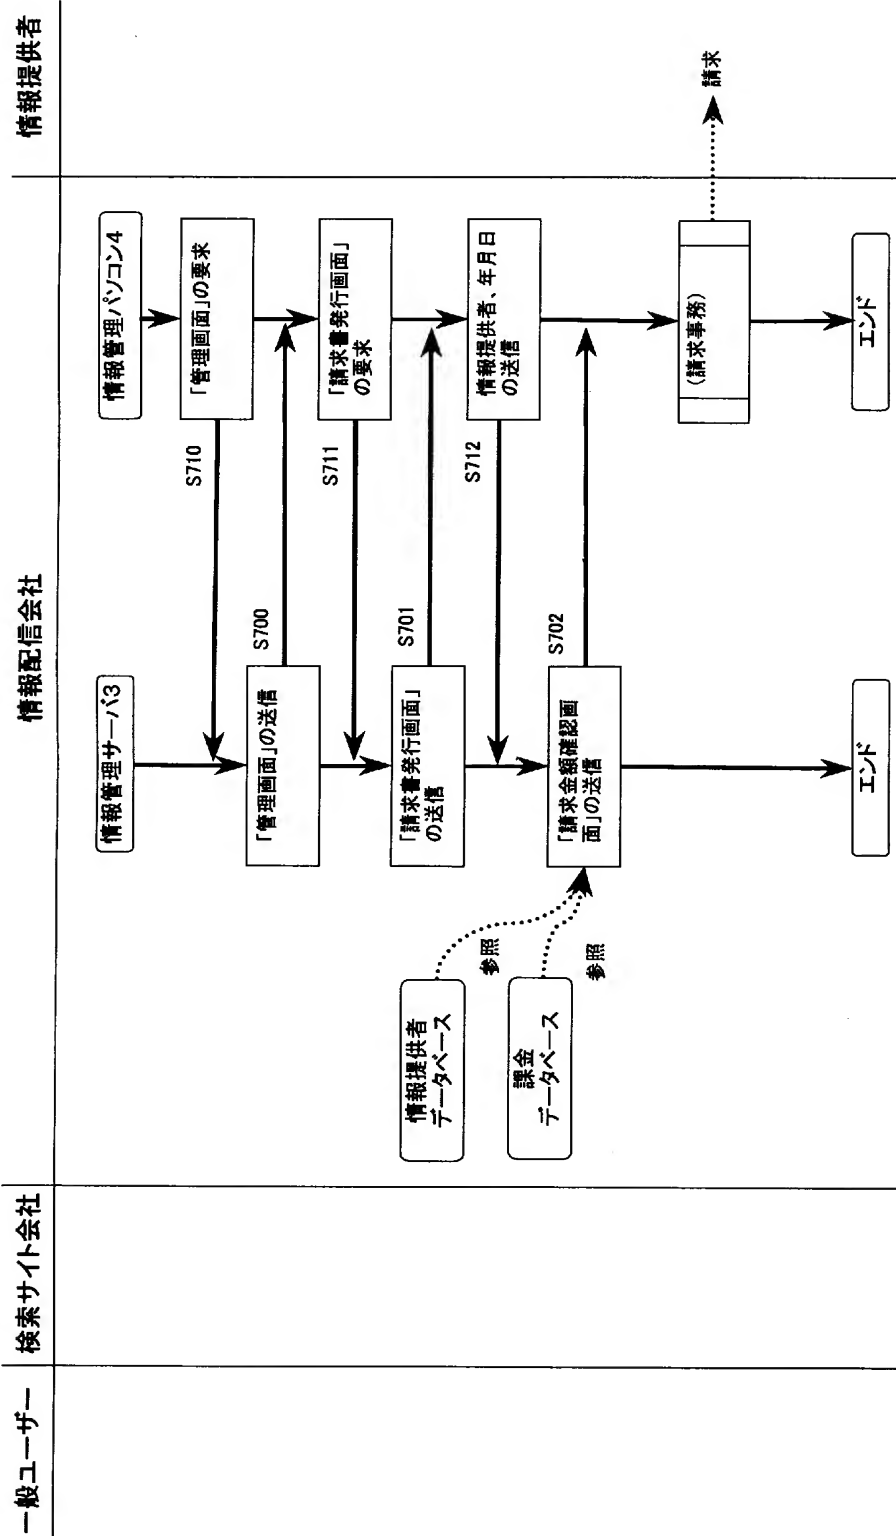 一般ユーザー
検索サイト会社
情報配信会社
情報提供者
情報管理サーバ3
情報管理パソコン4
「管理画面」の要求
S710
「管理画面」の送信
S700
「請求書発行画面」
の要求
S711
「請求書発行画面」
の送信
S701
情報提供者、年月日
の送信
S712
情報提供者
データベース
参照
課金
データベース
参照
「請求金額確認画
面」の送信
S702
(請求事務)
請求
エンド
エンド